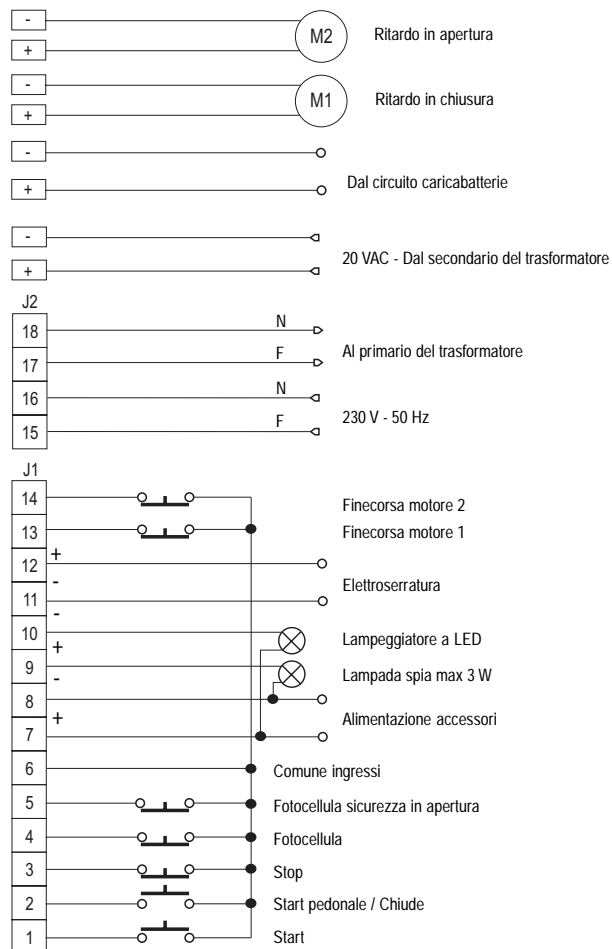 -
M2
Ritardo in apertura
+
-
M1
Ritardo in chiusura
+
-
Dal circuito caricabatterie
+
-
20 VAC - Dal secondario del trasformatore
+
J2
18
N
Al primario del trasformatore
17
F
16
N
230 V - 50 Hz
15
F
J1
14
Finecorsa motore 2
13
Finecorsa motore 1
+
12
-
Elettroserratura
11
-
10
Lampeggiatore a LED
+
9
Lampada spia max 3 W
-
8
+
Alimentazione accessori
7
6
Comune ingressi
5
Fotocellula sicurezza in apertura
4
Fotocellula
3
Stop
2
Start pedonale / Chiude
1
Start